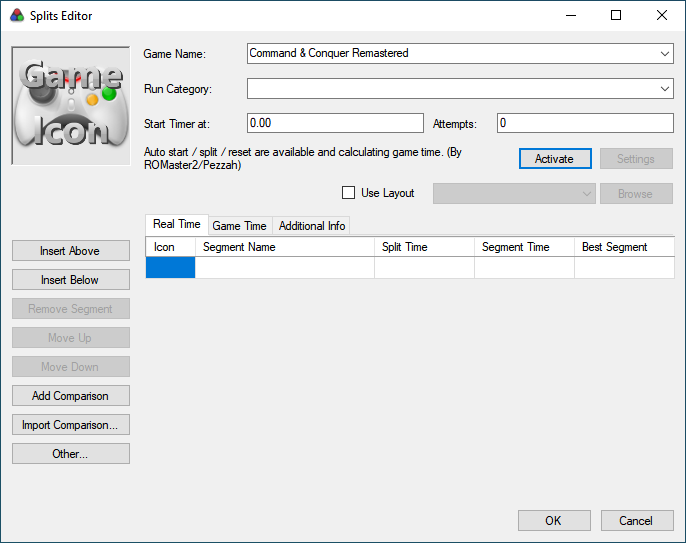 Splits Editor
Game Icon
Game Name:
Command & Conquer Remastered
Run Category:
Start Timer at:
0.00
Attempts:
0
Auto start / split / reset are available and calculating game time. (By
ROMaster2/Pezzah)
Activate
Settings
Use Layout
Browse
Real Time
Game Time
Additional Info
Icon
Segment Name
Split Time
Segment Time
Best Segment
Insert Above
Insert Below
Remove Segment
Move Up
Move Down
Add Comparison
Import Comparison...
Other...
OK
Cancel